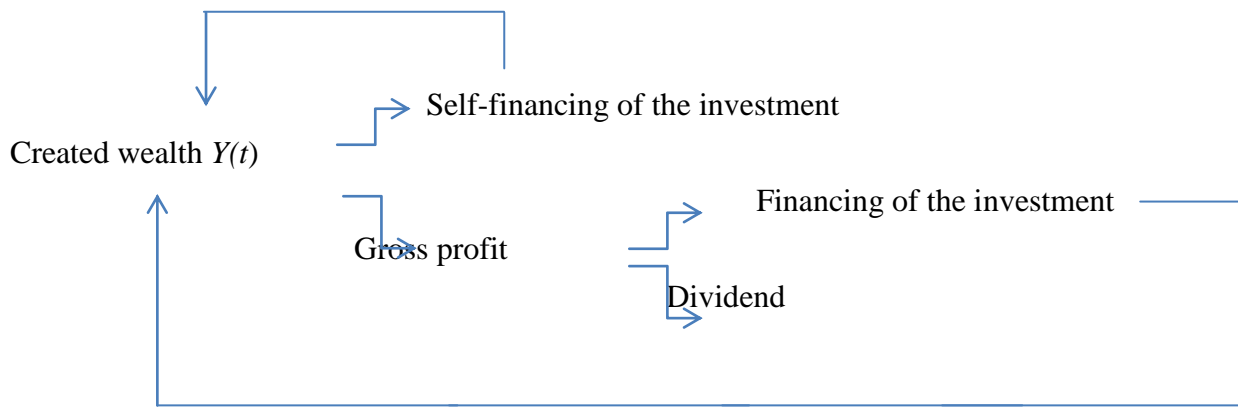 Self-financing of the investment
Created wealth Y(t)
Financing of the investment
Gross profit
Dividend